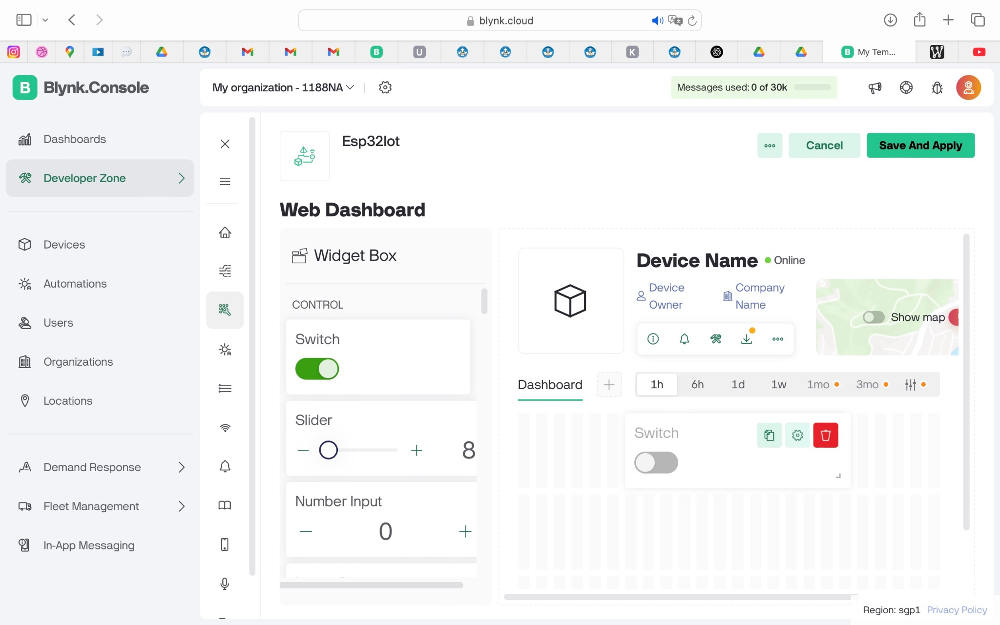 blynk.cloud
B
U
K
B My Tem...
B Blynk.Console
My organization - 1188NA
Messages used: 0 of 30k
Dashboards
Developer Zone
Devices
Automations
Users
Organizations
Locations
Demand Response
Fleet Management
In-App Messaging
Esp32Iot
Cancel
Save And Apply
Web Dashboard
Widget Box
CONTROL
Switch
Slider
8
Number Input
0
Device Name
Online
Device Owner
Company Name
Show map
Dashboard
1h 6h 1d 1w 1mo 3mo
Switch
Region: sgp1 Privacy Policy